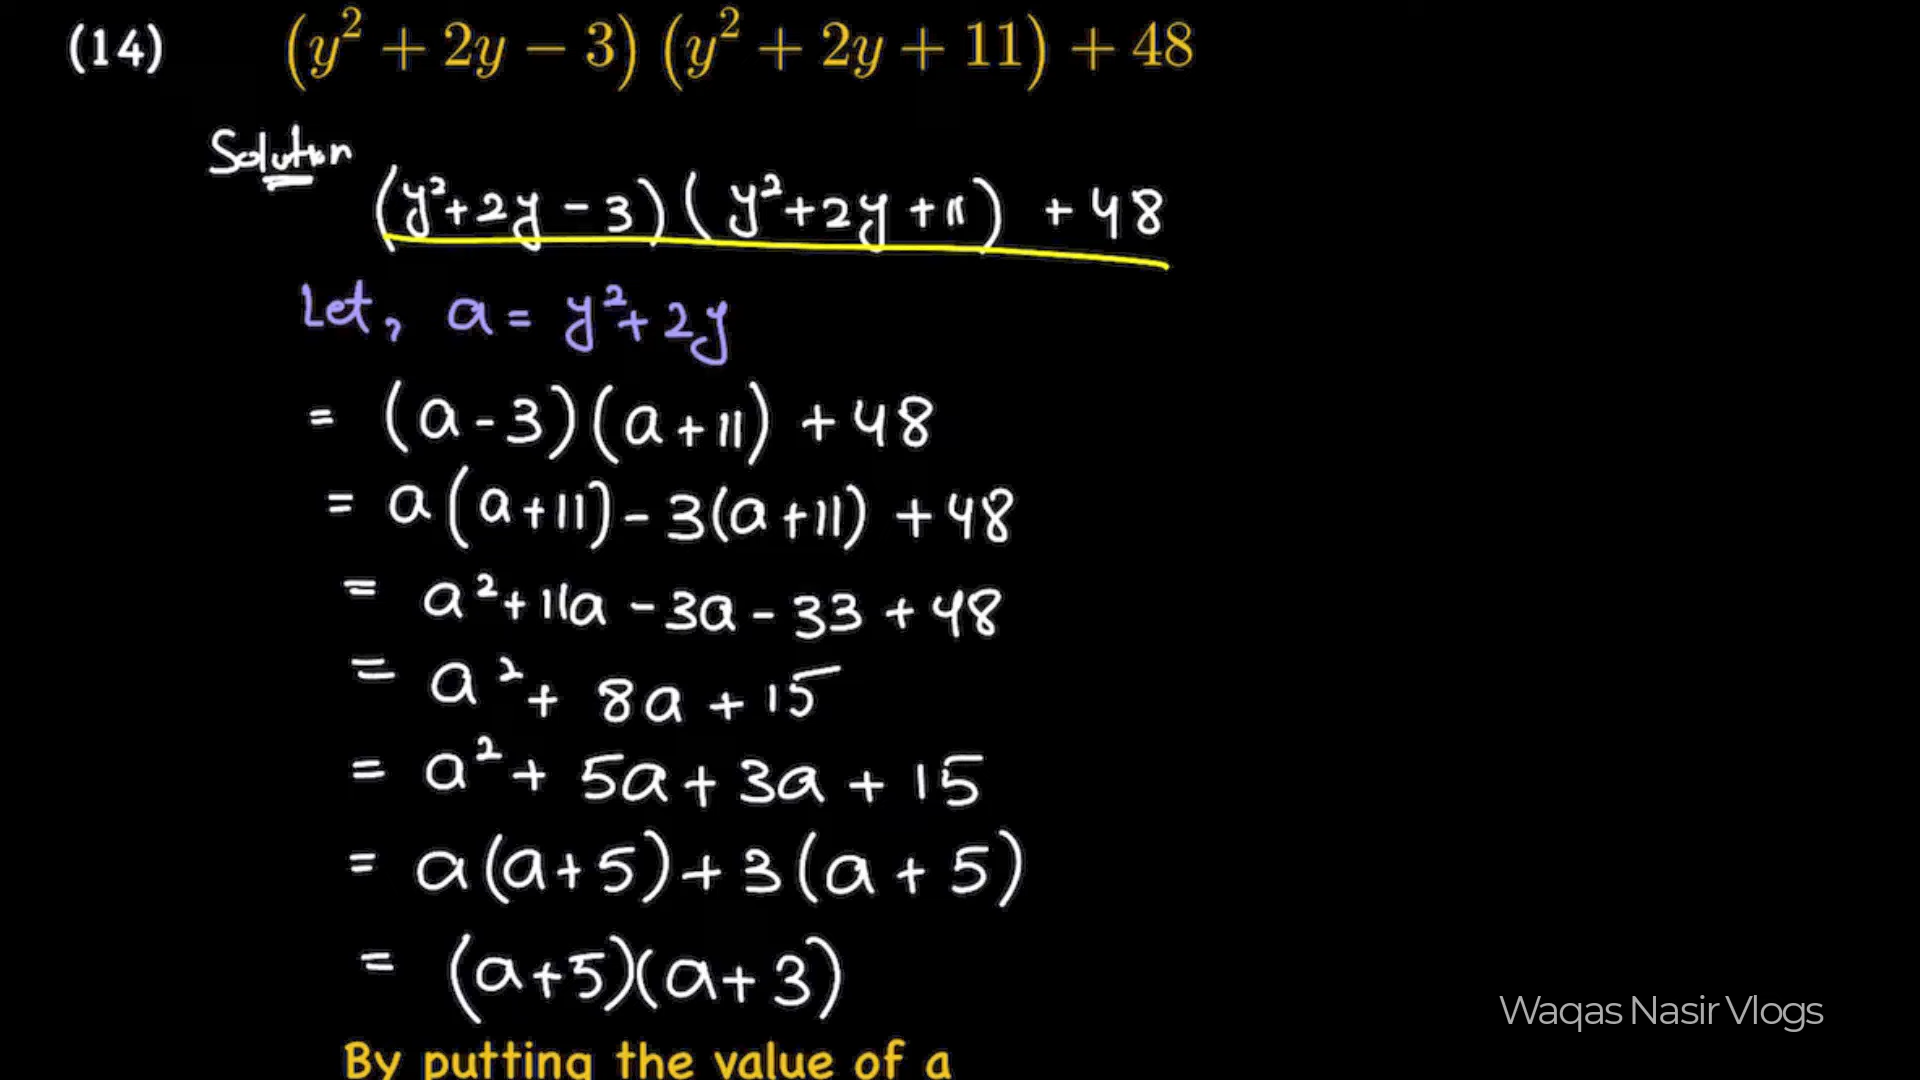 (14) (y² + 2y − 3) (y² + 2y + 11) + 48
Solution
(y²+2y − 3)(y²+2y + 11) + 48
Let, a = y²+ 2y
= (a - 3)(a + 11) + 48
= a(a + 11) - 3(a + 11) + 48
= a² + 11a - 3a - 33 + 48
= a² + 8a + 15
= a² + 5a + 3a + 15
= a(a + 5) + 3(a + 5)
= (a+5)(a+3)
By putting the value of a
Waqas Nasir Vlogs